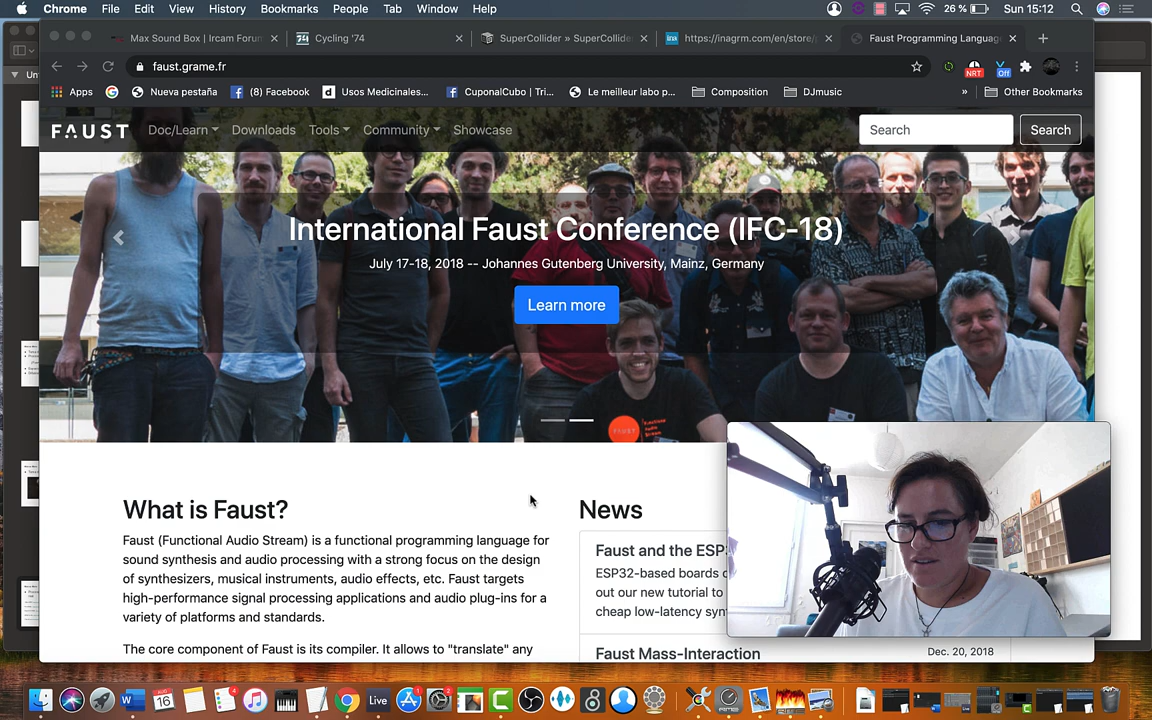 Chrome File Edit View History Bookmarks People Tab Window Help 26 % Sun 15:12
Max Sound Box | Ircam Forum Cycling '74 SuperCollider » SuperCollide https://inagrm.com/en/store/ Faust Programming Language
faust.grame.fr NRT Off
Apps Nueva pestaña (8) Facebook Usos Medicinales... CuponalCubo | Tri... Le meilleur labo p... Composition DJmusic » Other Bookmarks
FAUST Doc/Learn Downloads Tools Community Showcase Search Search
International Faust Conference (IFC-18)
July 17-18, 2018 -- Johannes Gutenberg University, Mainz, Germany
Learn more
FAUST
What is Faust?
Faust (Functional Audio Stream) is a functional programming language for
sound synthesis and audio processing with a strong focus on the design
of synthesizers, musical instruments, audio effects, etc. Faust targets
high-performance signal processing applications and audio plug-ins for a
variety of platforms and standards.
The core component of Faust is its compiler. It allows to "translate" any
News
Faust and the ESP
ESP32-based boards
out our new tutorial to
cheap low-latency syn
Faust Mass-Interaction Dec. 20, 2018
Live